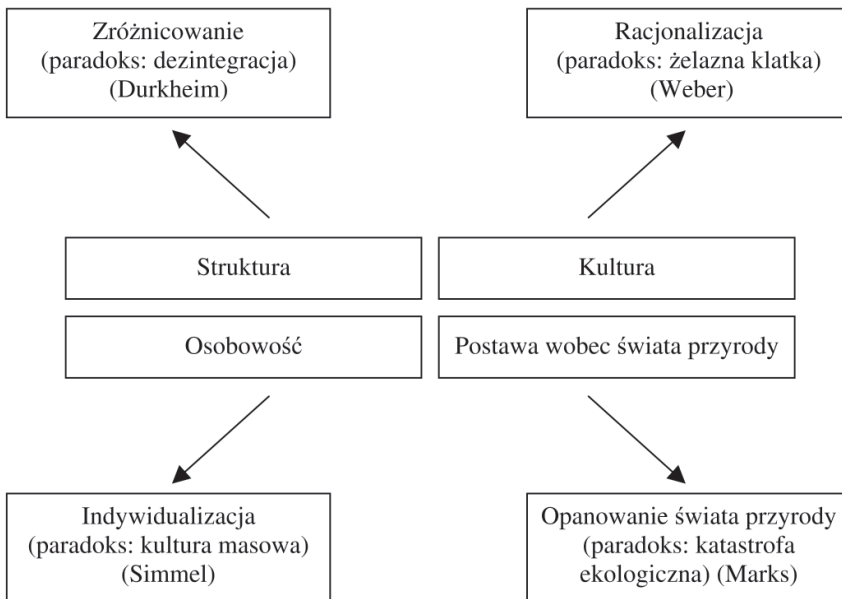 Zróżnicowanie
(paradoks: dezintegracja)
(Durkheim)
Racjonalizacja
(paradoks: żelazna klatka)
(Weber)
Struktura
Kultura
Osobowość
Postawa wobec świata przyrody
Indywidualizacja
(paradoks: kultura masowa)
(Simmel)
Opanowanie świata przyrody
(paradoks: katastrofa
ekologiczna) (Marks)